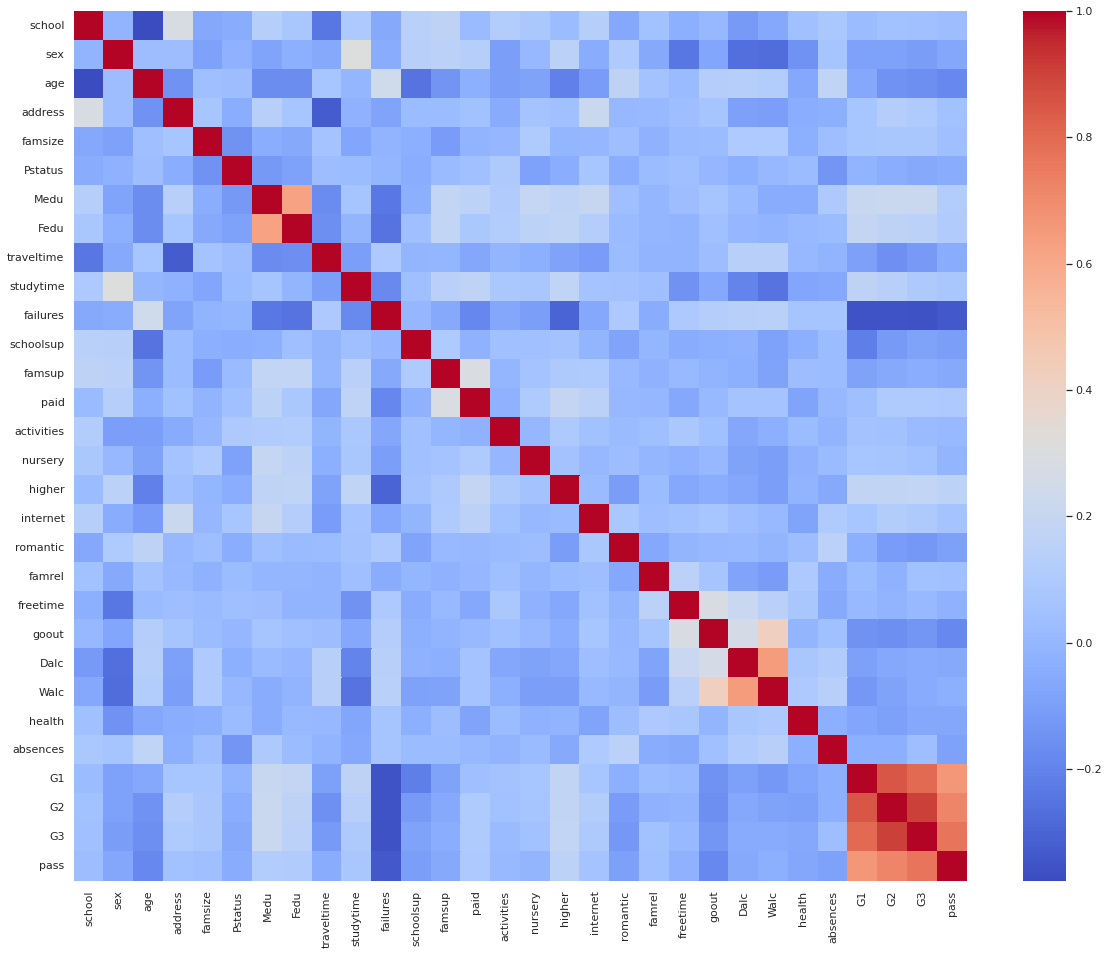 school
sex
age
address
famsize
Pstatus
Medu
Fedu
traveltime
studytime
failures
schoolsup
famsup
paid
activities
nursery
higher
internet
romantic
famrel
freetime
goout
Dalc
Walc
health
absences
G1
G2
G3
pass
school
sex
age
address
famsize
Pstatus
Medu
Fedu
traveltime
studytime
failures
schoolsup
famsup
paid
activities
nursery
higher
internet
romantic
famrel
freetime
goout
Dalc
Walc
health
absences
G1
G2
G3
pass
1.0
0.8
0.6
0.4
0.2
0.0
−0.2